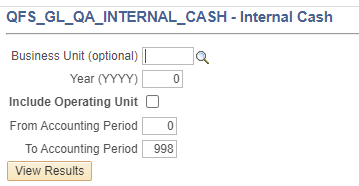 QFS_GL_QA_INTERNAL_CASH - Internal Cash
Business Unit (optional)
Year (YYYY) 0
Include Operating Unit
From Accounting Period 0
To Accounting Period 998
View Results